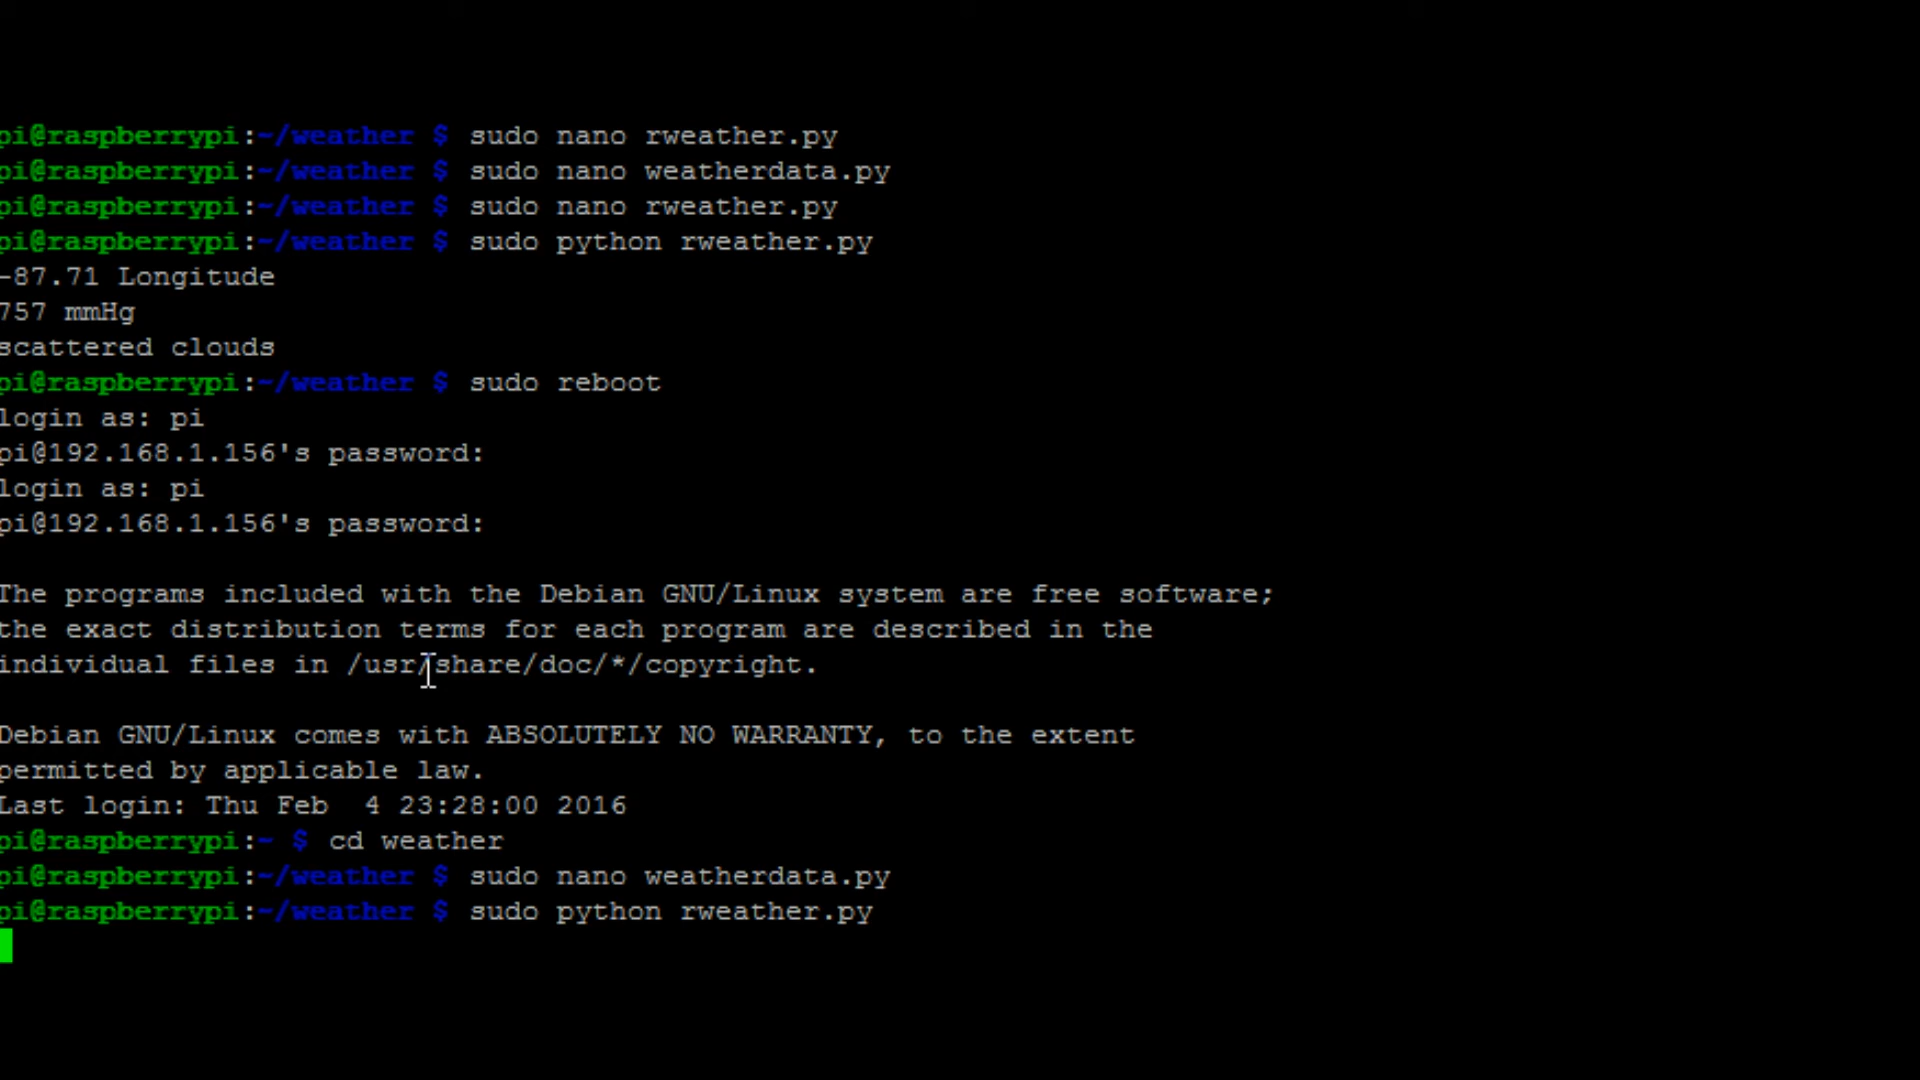 pi@raspberrypi:~/weather $ sudo nano rweather.py
pi@raspberrypi:~/weather $ sudo nano weatherdata.py
pi@raspberrypi:~/weather $ sudo nano rweather.py
pi@raspberrypi:~/weather $ sudo python rweather.py
-87.71 Longitude
757 mmHg
scattered clouds
pi@raspberrypi:~/weather $ sudo reboot
login as: pi
pi@192.168.1.156's password:
login as: pi
pi@192.168.1.156's password:
The programs included with the Debian GNU/Linux system are free software;
the exact distribution terms for each program are described in the
individual files in /usr/share/doc/*/copyright.
Debian GNU/Linux comes with ABSOLUTELY NO WARRANTY, to the extent
permitted by applicable law.
Last login: Thu Feb  4 23:28:00 2016
pi@raspberrypi:~ $ cd weather
pi@raspberrypi:~/weather $ sudo nano weatherdata.py
pi@raspberrypi:~/weather $ sudo python rweather.py